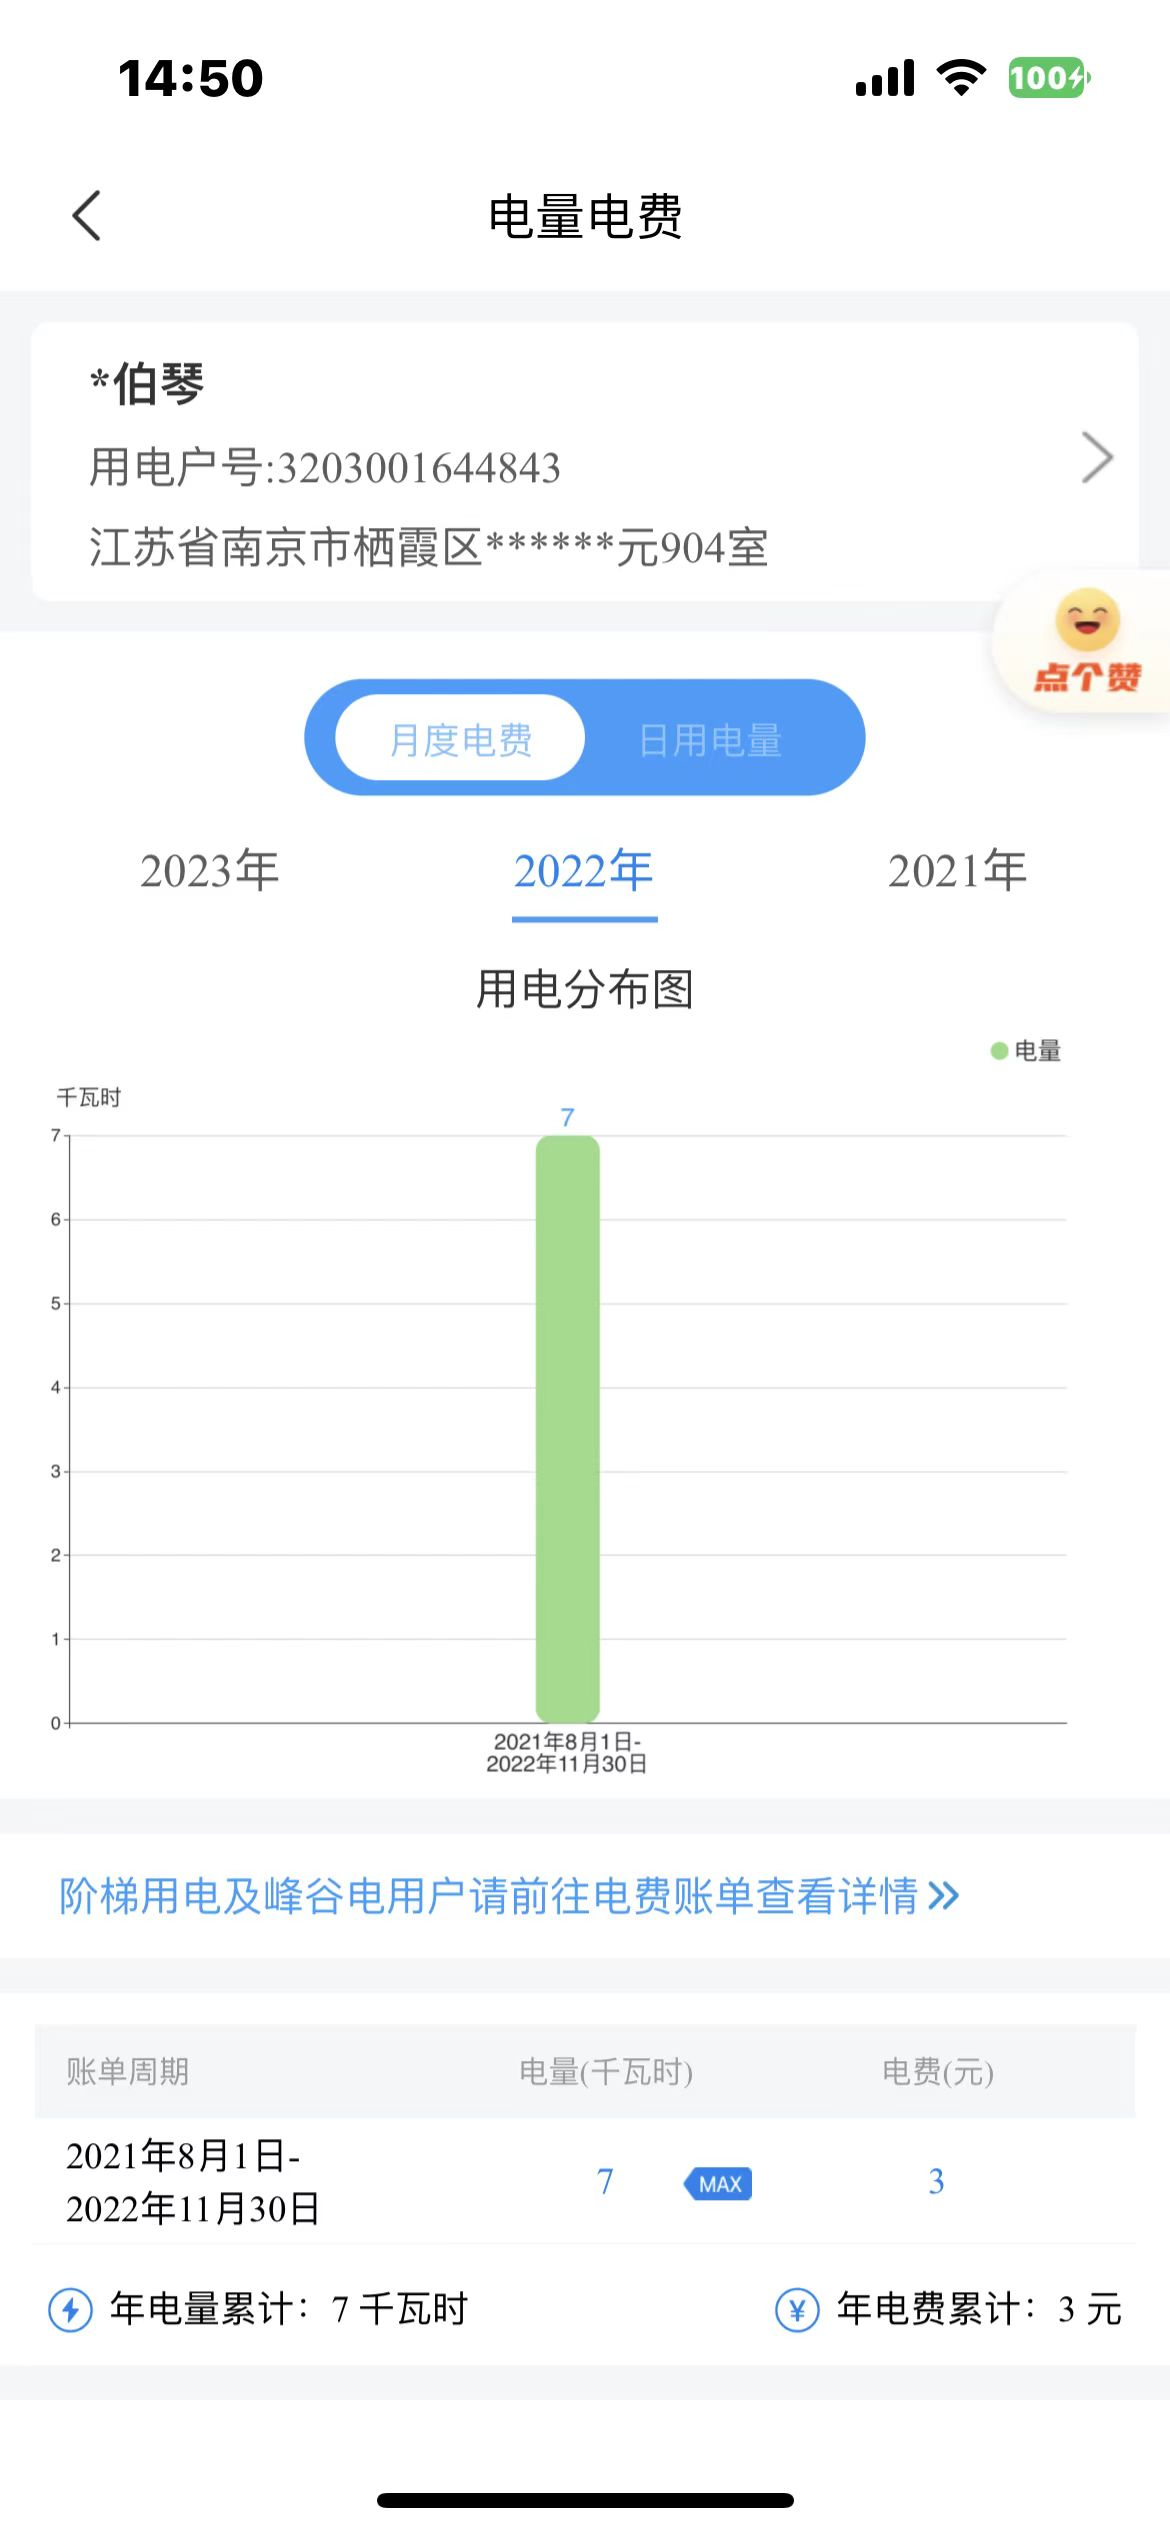 14:50
100
电量电费
*伯琴
用电户号:3203001644843
江苏省南京市栖霞区******元904室
点个赞
月度电费 日用电量
2023年 2022年 2021年
用电分布图
电量
千瓦时
7
7
6
5
4
3
2
1
0
2021年8月1日-
2022年11月30日
阶梯用电及峰谷电用户请前往电费账单查看详情
账单周期 电量(千瓦时) 电费(元)
2021年8月1日-
2022年11月30日
7 MAX 3
年电量累计：7 千瓦时 ¥ 年电费累计：3 元